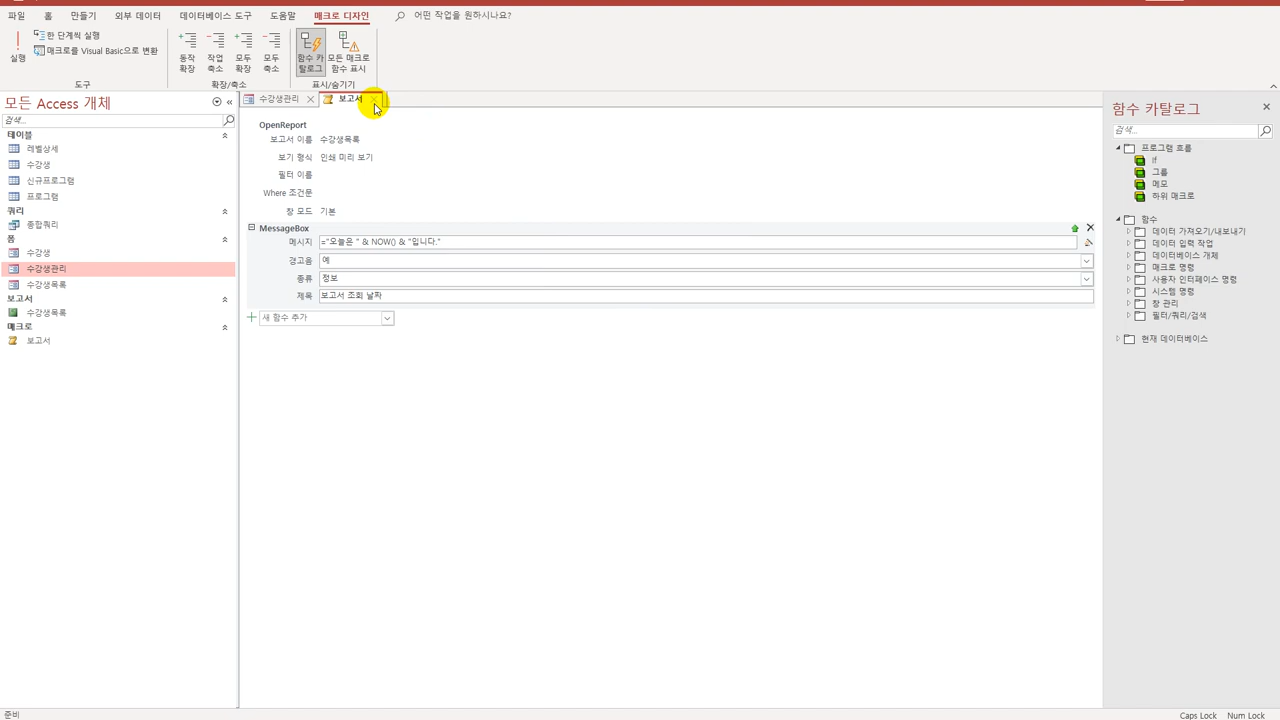 파일 홈 만들기 외부 데이터 데이터베이스 도구 도움말 매크로 디자인 어떤 작업을 원하시나요?
실행
한 단계씩 실행
매크로를 Visual Basic으로 변환
도구
동작 확장
작업 축소
모두 확장
모두 축소
확장/축소
함수 카탈로그
모든 매크로 함수 표시
표시/숨기기
모든 Access 개체
검색...
테이블
레벨상세
수강생
신규프로그램
프로그램
쿼리
종합쿼리
폼
수강생
수강생관리
수강생목록
보고서
수강생목록
매크로
보고서
수강생관리 보고서
OpenReport
보고서 이름 수강생목록
보기 형식 인쇄 미리 보기
필터 이름
Where 조건문
창 모드 기본
MessageBox
메시지 ="오늘은 " & NOW() & "입니다."
경고음 예
종류 정보
제목 보고서 조회 날짜
새 함수 추가
함수 카탈로그
검색...
프로그램 흐름
If
그룹
메모
하위 매크로
함수
데이터 가져오기/내보내기
데이터 입력 작업
데이터베이스 개체
매크로 명령
사용자 인터페이스 명령
시스템 명령
창 관리
필터/쿼리/검색
현재 데이터베이스
준비 Caps Lock Num Lock